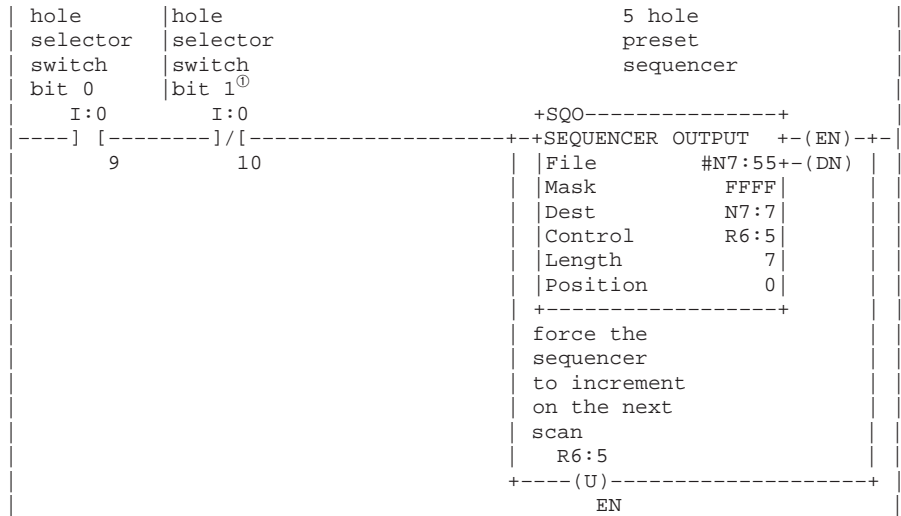 | hole      |hole                              5 hole              |
| selector  |selector                          preset              |
| switch    |switch                            sequencer           |
| bit 0     |bit 1①                                                |
|    I:0         I:0                      +SQO---------------+     |
|----] [--------]/[---------------------+-+SEQUENCER OUTPUT  +-(EN)-+-|
|      9          10                    | |File        #N7:55+-(DN) | |
|                                       | |Mask          FFFF|      | |
|                                       | |Dest          N7:7|      | |
|                                       | |Control       R6:5|      | |
|                                       | |Length           7|      | |
|                                       | |Position         0|      | |
|                                       | +------------------+      | |
|                                       | force the                 | |
|                                       | sequencer                 | |
|                                       | to increment              | |
|                                       | on the next               | |
|                                       | scan                      | |
|                                       |   R6:5                    | |
|                                       +----(U)--------------------+ |
|                                             EN                      |